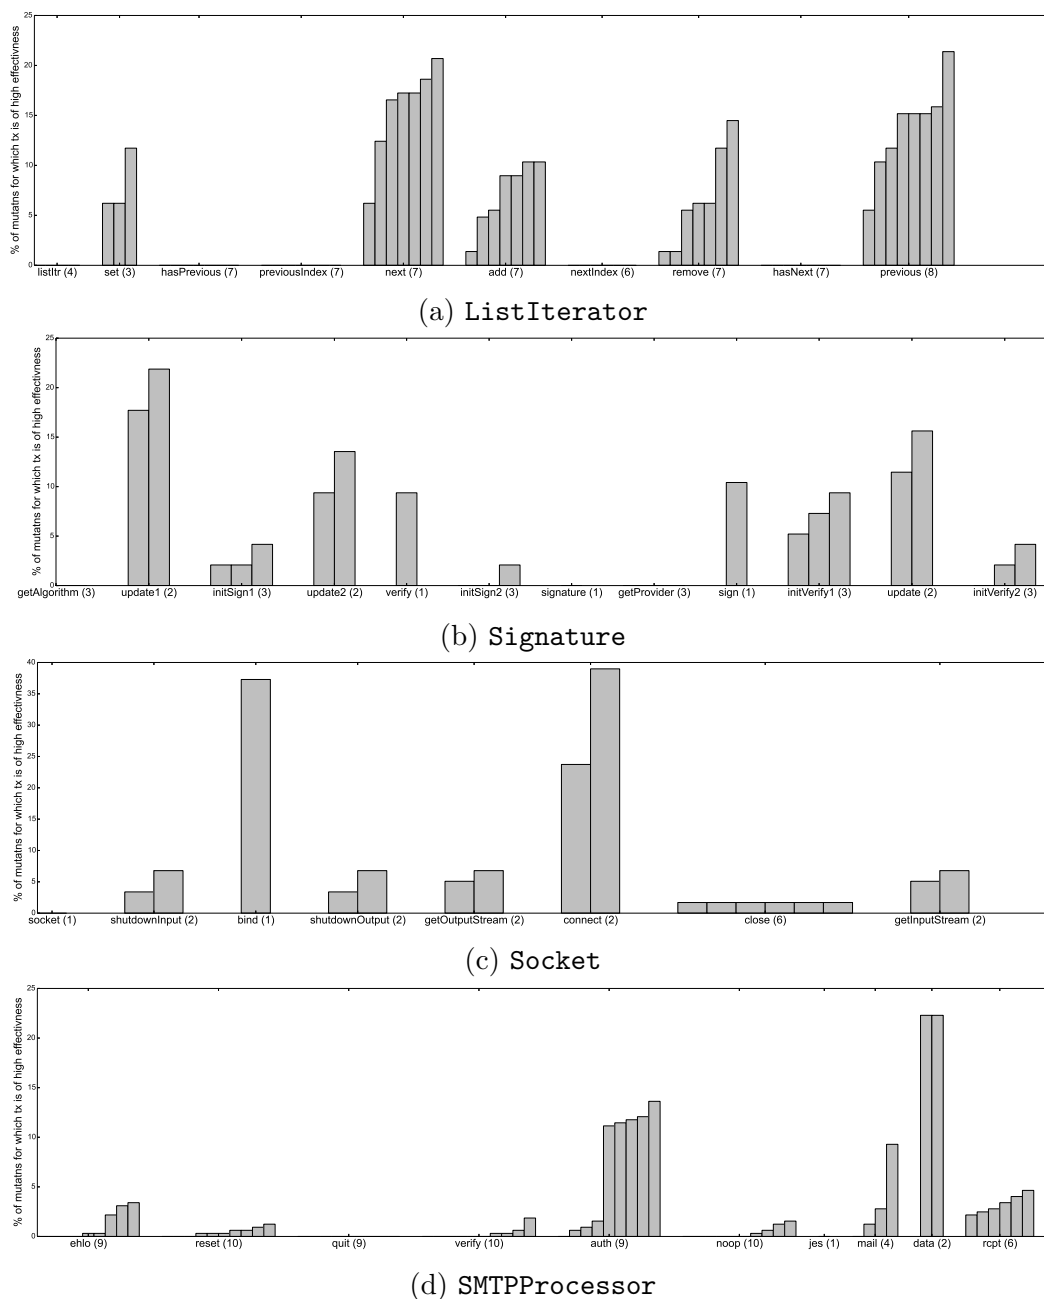 % of mutatns for which tx is of high effectivness
25
20
15
10
5
0
listItr (4) set (3) hasPrevious (7) previousIndex (7) next (7) add (7) nextIndex (6) remove (7) hasNext (7) previous (8)
(a) ListIterator
% of mutatns for which tx is of high effectivness
25
20
15
10
5
0
getAlgorithm (3) update1 (2) initSign1 (3) update2 (2) verify (1) initSign2 (3) signature (1) getProvider (3) sign (1) initVerify1 (3) update (2) initVerify2 (3)
(b) Signature
% of mutatns for which tx is of high effectivness
40
35
30
25
20
15
10
5
0
socket (1) shutdownInput (2) bind (1) shutdownOutput (2) getOutputStream (2) connect (2) close (6) getInputStream (2)
(c) Socket
% of mutatns for which tx is of high effectivness
25
20
15
10
5
0
ehlo (9) reset (10) quit (9) verify (10) auth (9) noop (10) jes (1) mail (4) data (2) rcpt (6)
(d) SMTPProcessor